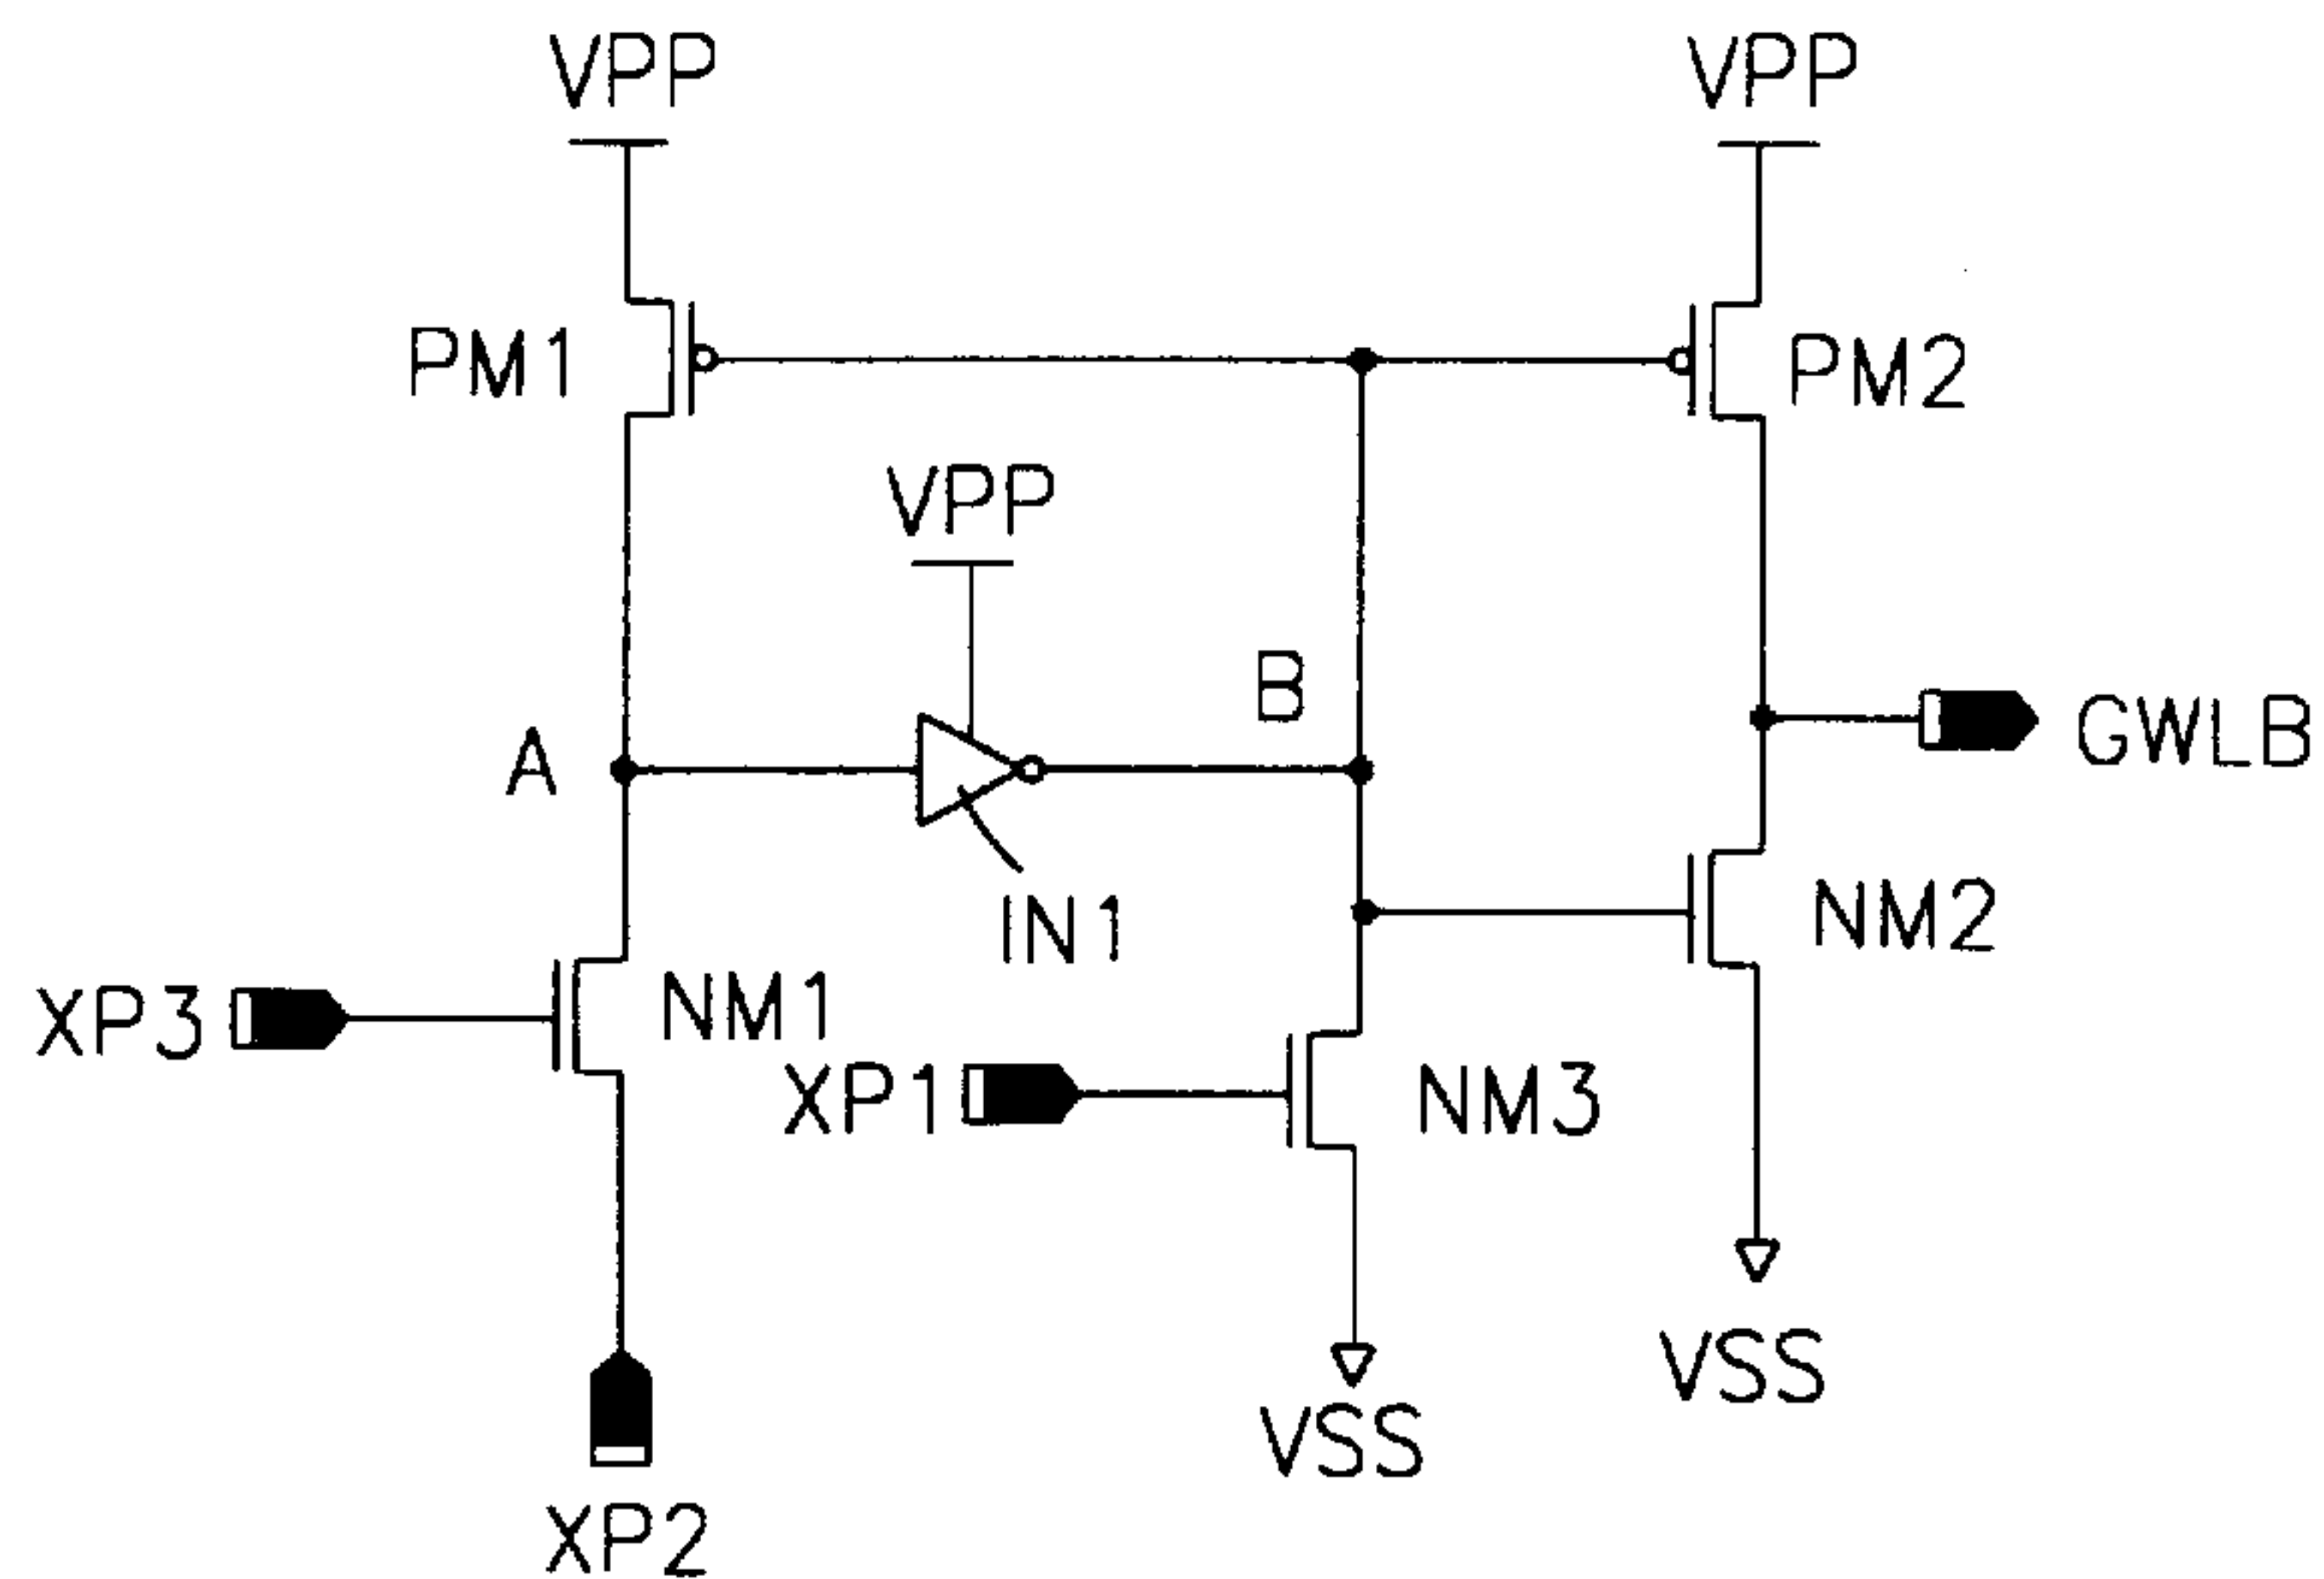 VPP
VPP
PM1
PM2
VPP
B
A
GWLB
IN1
NM2
XP3
NM1
XP1
NM3
VSS
VSS
XP2